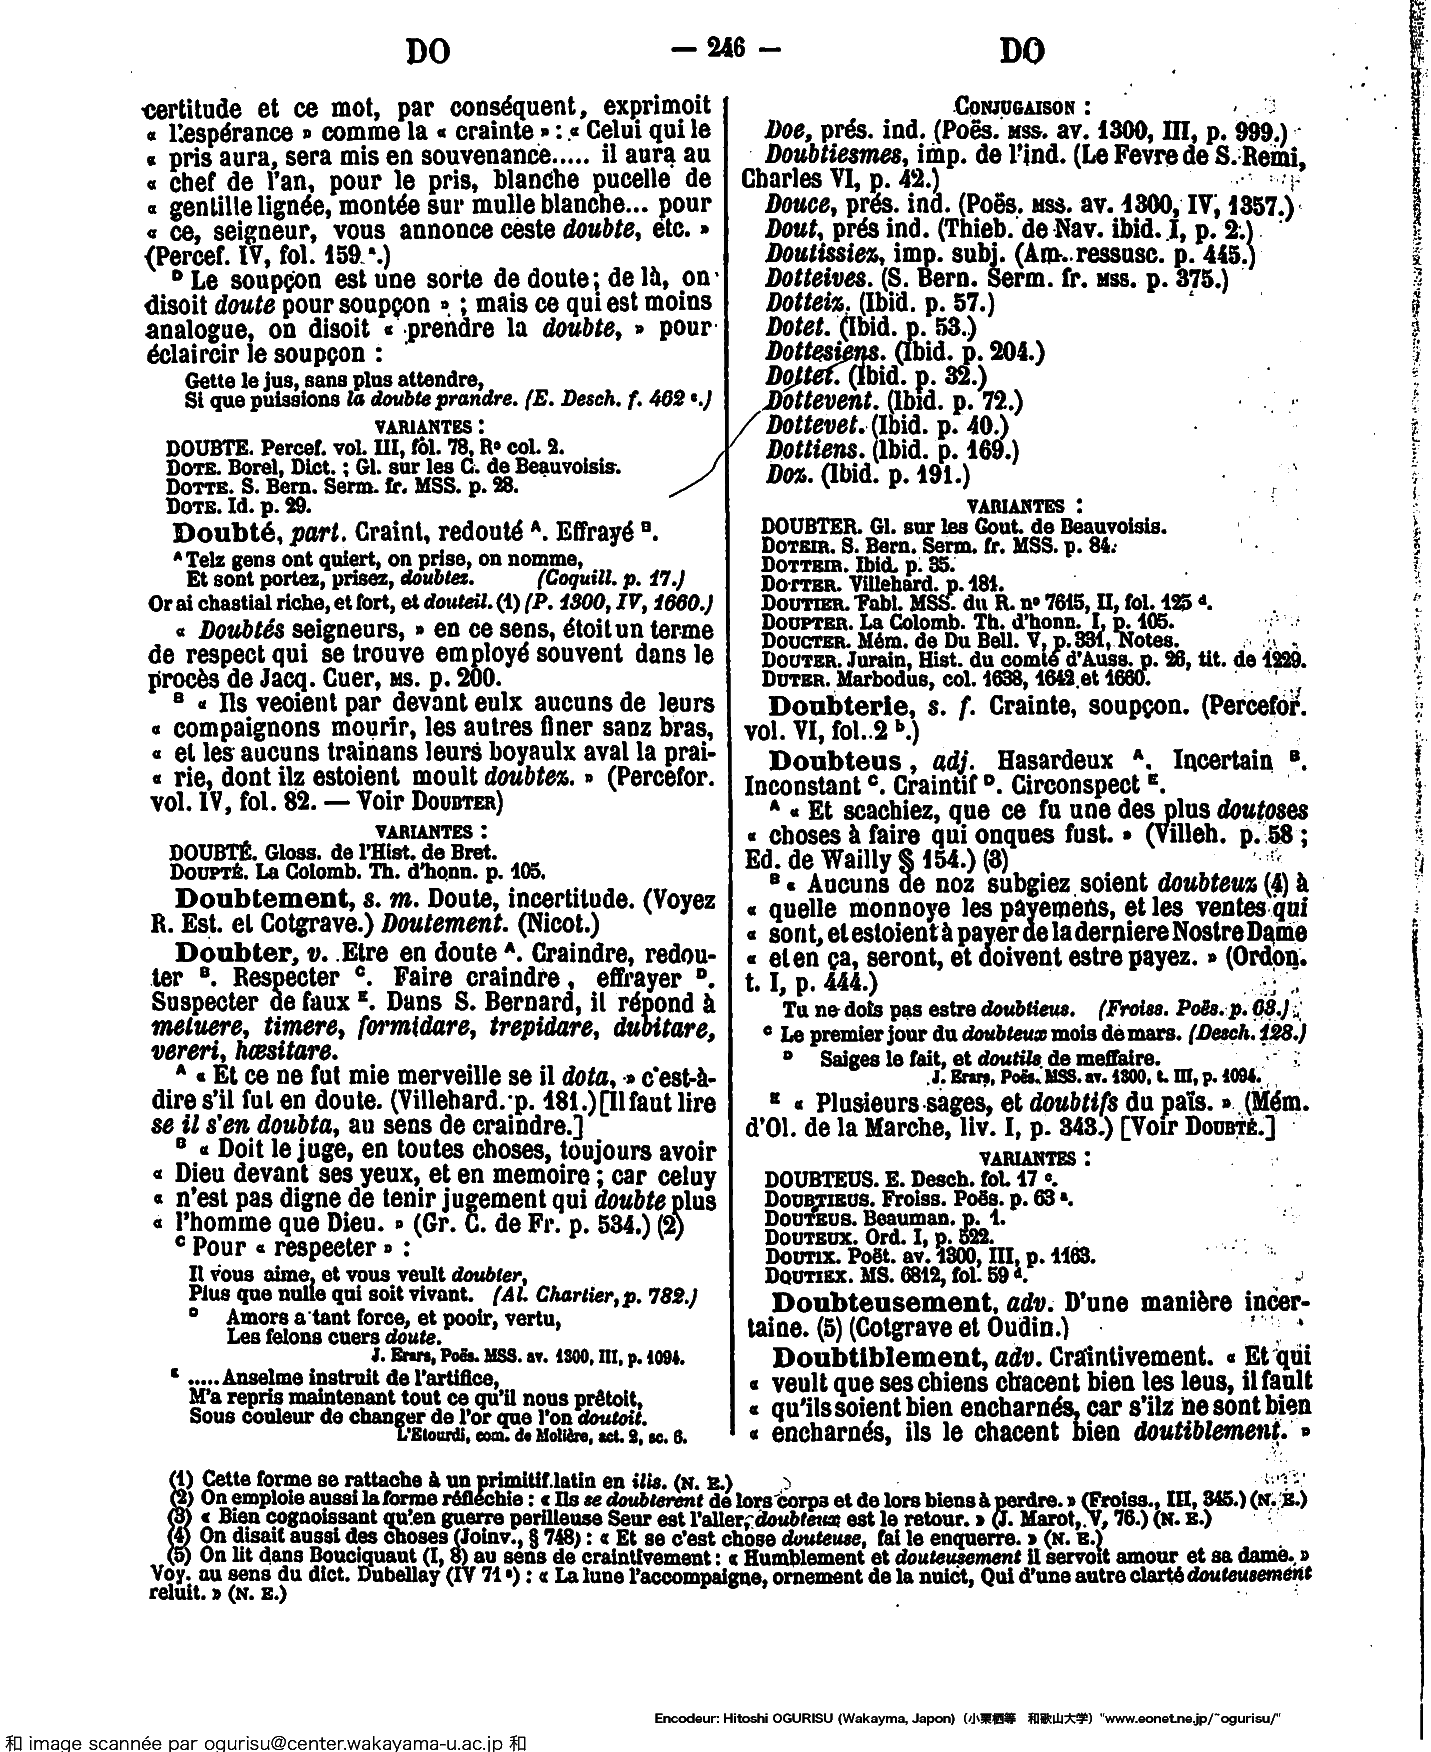 DO — 246 — DO
certitude et ce mot, par conséquent, exprimoit
« l'espérance » comme la « crainte » : « Celui qui le
« pris aura, sera mis en souvenance..... il aura au
« chef de l'an, pour le pris, blanche pucelle de
« gentille lignée, montée sur mulle blanche... pour
« ce, seigneur, vous annonce ceste doubte, etc. »
(Percef. IV, fol. 159 ª.)
D Le soupçon est une sorte de doute; de là, on
disoit doute pour soupçon » ; mais ce qui est moins
analogue, on disoit « prendre la doubte, » pour
éclaircir le soupçon :
Gette le jus, sans plus attendre,
Si que puissions la doubte prandre. (E. Desch. f. 462 c.)
VARIANTES :
DOUBTE. Percef. vol. III, fol. 78, Rº col. 2.
DOTE. Borel, Dict. ; Gl. sur les C. de Beauvoisis.
DOTTE. S. Bern. Serm. fr. MSS. p. 28.
DOTE. Id. p. 29.
Doubté, part. Craint, redouté A. Effrayé B.
A Telz gens ont quiert, on prise, on nomme,
Et sont portez, prisez, doubtez. (Coquill. p. 17.)
Or ai chastial riche, et fort, et douteil. (1) (P. 1300, IV, 1660.)
« Doubtés seigneurs, » en ce sens, étoit un terme
de respect qui se trouve employé souvent dans le
procès de Jacq. Cuer, MS. p. 200.
B « Ils veoient par devant eulx aucuns de leurs
« compaignons mourir, les autres finer sanz bras,
« et les aucuns trainans leurs boyaulx aval la prai-
« rie, dont ilz estoient moult doubtez. » (Percefor.
vol. IV, fol. 82. — Voir DOUBTER)
VARIANTES :
DOUBTÉ. Gloss. de l'Hist. de Bret.
DOUPTÉ. La Colomb. Th. d'honn. p. 105.
Doubtement, s. m. Doute, incertitude. (Voyez
R. Est. et Cotgrave.) Doutement. (Nicot.)
Doubter, v. Etre en doute A. Craindre, redou-
ter B. Respecter C. Faire craindre, effrayer D.
Suspecter de faux E. Dans S. Bernard, il répond à
metuere, timere, formidare, trepidare, dubitare,
vereri, hœsitare.
A « Et ce ne fut mie merveille se il dota, » c'est-à-
dire s'il fut en doute. (Villehard. p. 181.) [Il faut lire
se il s'en doubta, au sens de craindre.]
B « Doit le juge, en toutes choses, toujours avoir
« Dieu devant ses yeux, et en memoire ; car celuy
« n'est pas digne de tenir jugement qui doubte plus
« l'homme que Dieu. » (Gr. C. de Fr. p. 534.) (2)
C Pour « respecter » :
Il vous aime, et vous veult doubter,
Plus que nulle qui soit vivant. (Al. Chartier, p. 782.)
D Amors a tant force, et pooir, vertu,
Les felons cuers doute.
J. Erars, Poës. MSS. av. 1300, III, p. 1094.
E ..... Anselme instruit de l'artifice,
M'a repris maintenant tout ce qu'il nous prêtoit,
Sous couleur de changer de l'or que l'on doutoit.
L'Etourdi, com. de Molière, act. 2, sc. 6.
CONJUGAISON :
Doe, prés. ind. (Poës. MSS. av. 1300, III, p. 999.)
Doubtiesmes, imp. de l'ind. (Le Fevre de S. Remi,
Charles VI, p. 42.)
Douce, prés. ind. (Poës. MSS. av. 1300, IV, 1357.)
Dout, prés ind. (Thieb. de Nav. ibid. I, p. 2.)
Doutissiez, imp. subj. (Am. ressusc. p. 445.)
Dotteives. (S. Bern. Serm. fr. MSS. p. 375.)
Dotteiz. (Ibid. p. 57.)
Dotet. (Ibid. p. 53.)
Dottesiens. (Ibid. p. 204.)
Dottet. (Ibid. p. 32.)
Dottevent. (Ibid. p. 72.)
Dottevet. (Ibid. p. 40.)
Dottiens. (Ibid. p. 169.)
Doz. (Ibid. p. 191.)
VARIANTES :
DOUBTER. Gl. sur les Cout. de Beauvoisis.
DOTEIR. S. Bern. Serm. fr. MSS. p. 84.
DOTTEIR. Ibid. p. 35.
DOTTER. Villehard. p. 181.
DOUTIER. Fabl. MSS. du R. nº 7615, II, fol. 125 d.
DOUPTER. La Colomb. Th. d'honn. I, p. 105.
DOUCTER. Mém. de Du Bell. V, p. 331, Notes.
DOUTER. Jurain, Hist. du comté d'Auss. p. 26, tit. de 1229.
DUTER. Marbodus, col. 1638, 1642 et 1660.
Doubterie, s. f. Crainte, soupçon. (Percefor.
vol. VI, fol. 2 b.)
Doubteus, adj. Hasardeux A. Incertain B.
Inconstant C. Craintif D. Circonspect E.
A « Et scachiez, que ce fu une des plus doutoses
« choses à faire qui onques fust. » (Villeh. p. 58 ;
Ed. de Wailly § 154.) (3)
B « Aucuns de noz subgiez soient doubteux (4) à
« quelle monnoye les payemens, et les ventes qui
« sont, et estoient à payer de la derniere Nostre Dame
« et en ça, seront, et doivent estre payez. » (Ordon.
t. I, p. 444.)
Tu ne dois pas estre doubtieus. (Froiss. Poës. p. 63.)
C Le premier jour du doubteux mois de mars. (Desch. 128.)
D Saiges le fait, et doutils de meffaire.
J. Erars, Poës. MSS. av. 1300, t. III, p. 1094.
E « Plusieurs sages, et doubtifs du païs. » (Mém.
d'Ol. de la Marche, liv. I, p. 343.) [Voir DOUBTÉ.]
VARIANTES :
DOUBTEUS. E. Desch. fol. 17 c.
DOUBTIEUS. Froiss. Poës. p. 63 a.
DOUTEUS. Beauman. p. 1.
DOUTEUX. Ord. I, p. 522.
DOUTIX. Poët. av. 1300, III, p. 1163.
DOUTIEX. MS. 6812, fol. 59 d.
Doubteusement, adv. D'une manière incer-
taine. (5) (Cotgrave et Oudin.)
Doubtiblement, adv. Craintivement. « Et qui
« veult que ses chiens chacent bien les leus, il fault
« qu'ils soient bien encharnés, car s'ilz ne sont bien
« encharnés, ils le chacent bien doutiblement. »
(1) Cette forme se rattache à un primitif latin en ilis. (N. E.)
(2) On emploie aussi la forme réfléchie : « Ils se doubterent de lors corps et de lors biens à perdre. » (Froiss., III, 345.) (N. E.)
(3) « Bien cognoissant qu'en guerre perilleuse Seur est l'aller, doubteux est le retour. » (J. Marot, V, 76.) (N. E.)
(4) On disait aussi des choses (Joinv., § 748) : « Et se c'est chose douteuse, fai le enquerre. » (N. E.)
(5) On lit dans Bouciquaut (I, 8) au sens de craintivement : « Humblement et douteusement il servoit amour et sa dame. »
Voy. au sens du dict. Dubellay (IV 71 a) : « La lune l'accompaigne, ornement de la nuict, Qui d'une autre clarté douteusement
reluit. » (N. E.)
Encodeur: Hitoshi OGURISU (Wakayma, Japon) (小栗栖等 和歌山大学) "www.eonet.ne.jp/~ogurisu/"
和 image scannée par ogurisu@center.wakayama-u.ac.jp 和